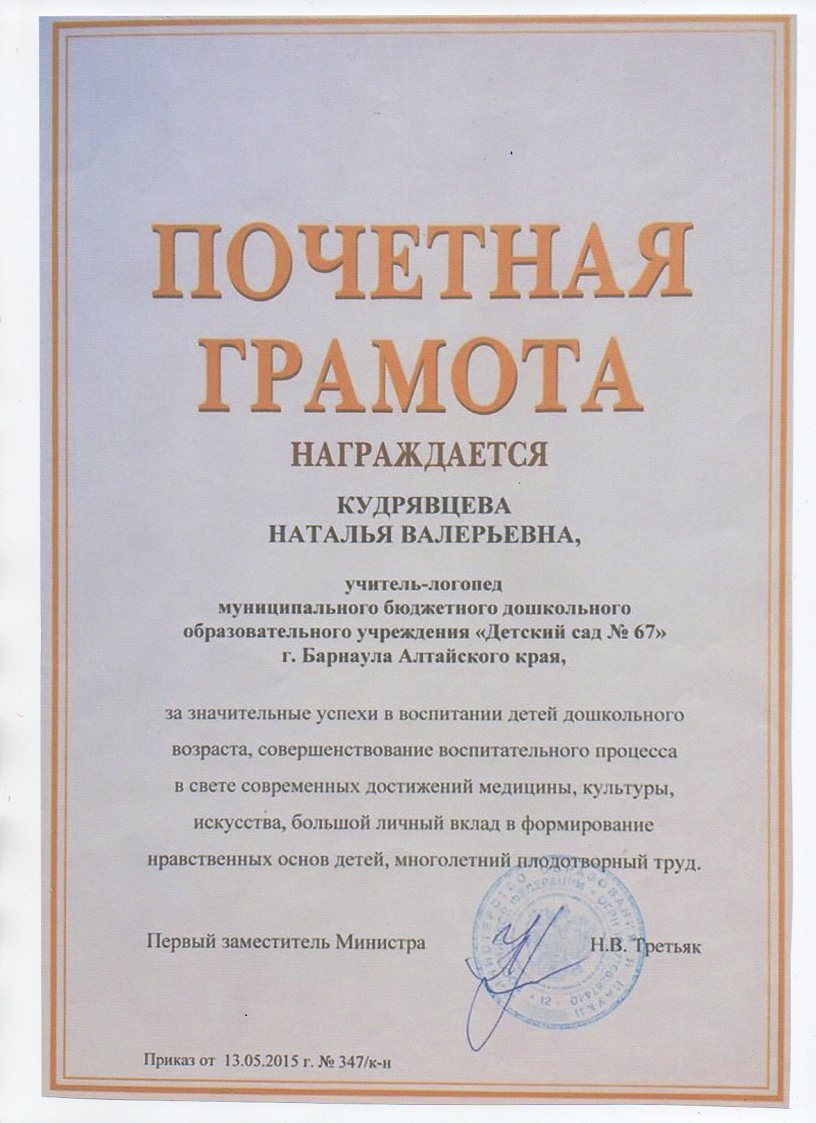 ПОЧЕТНАЯ
ГРАМОТА
НАГРАЖДАЕТСЯ
КУДРЯВЦЕВА
НАТАЛЬЯ ВАЛЕРЬЕВНА,
учитель-логопед
муниципального бюджетного дошкольного
образовательного учреждения «Детский сад № 67»
г. Барнаула Алтайского края,
за значительные успехи в воспитании детей дошкольного
возраста, совершенствование воспитательного процесса
в свете современных достижений медицины, культуры,
искусства, большой личный вклад в формирование
нравственных основ детей, многолетний плодотворный труд.
Первый заместитель Министра
Н.В. Третьяк
Приказ от 13.05.2015 г. № 347/к-н